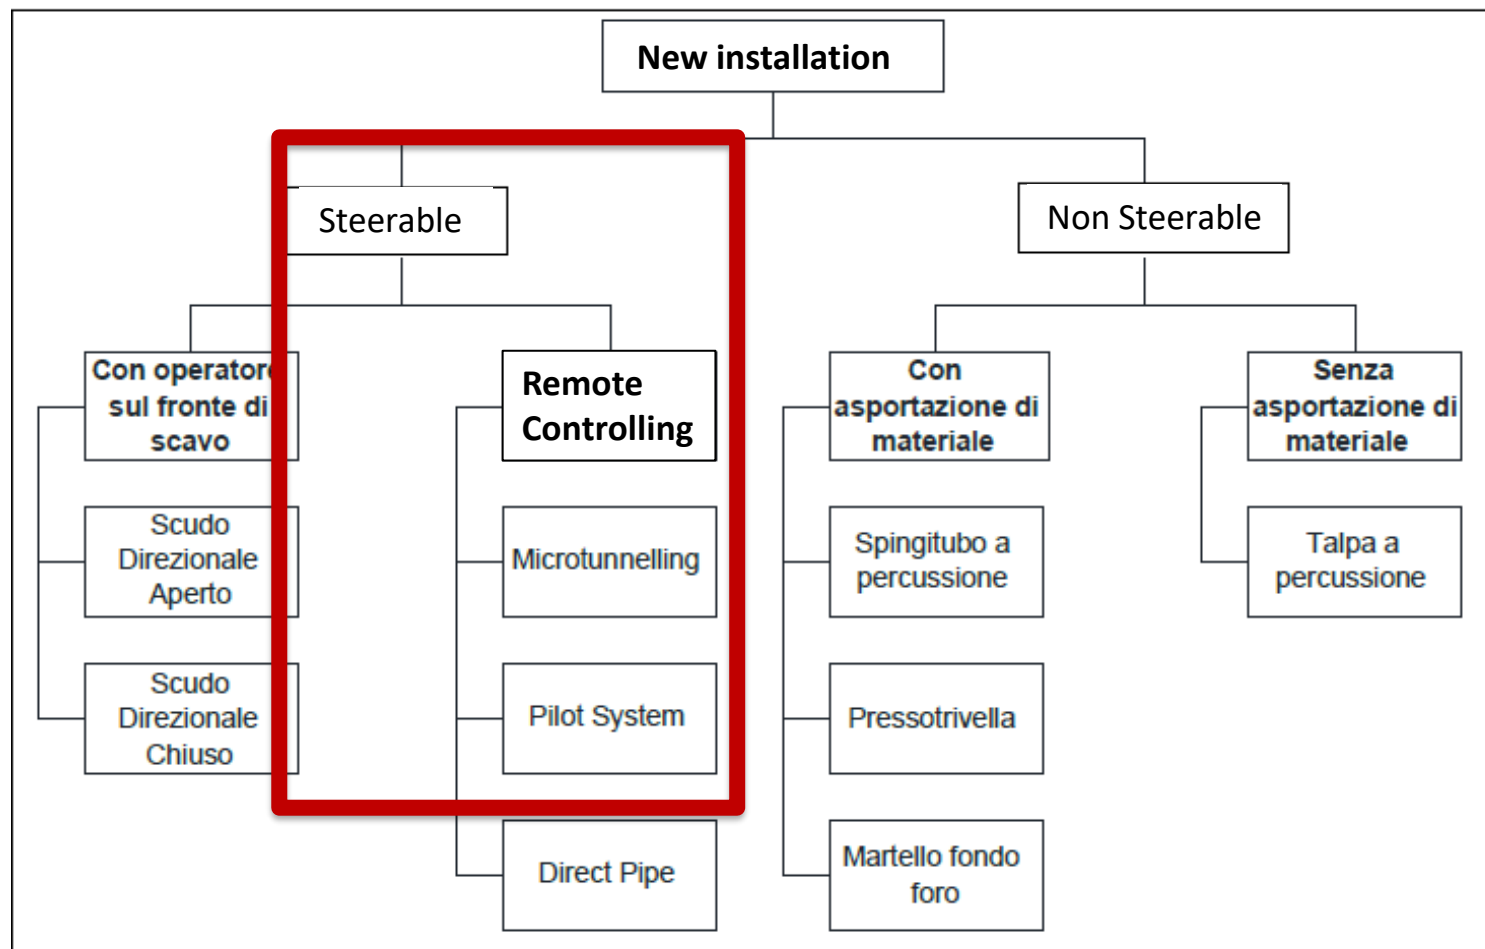 New installation
Steerable
Non Steerable
Con operatore
sul fronte di
scavo
Remote
Controlling
Con
asportazione di
materiale
Senza
asportazione di
materiale
Scudo
Direzionale
Aperto
Microtunnelling
Spingitubo a
percussione
Talpa a
percussione
Scudo
Direzionale
Chiuso
Pilot System
Pressotrivella
Direct Pipe
Martello fondo
foro